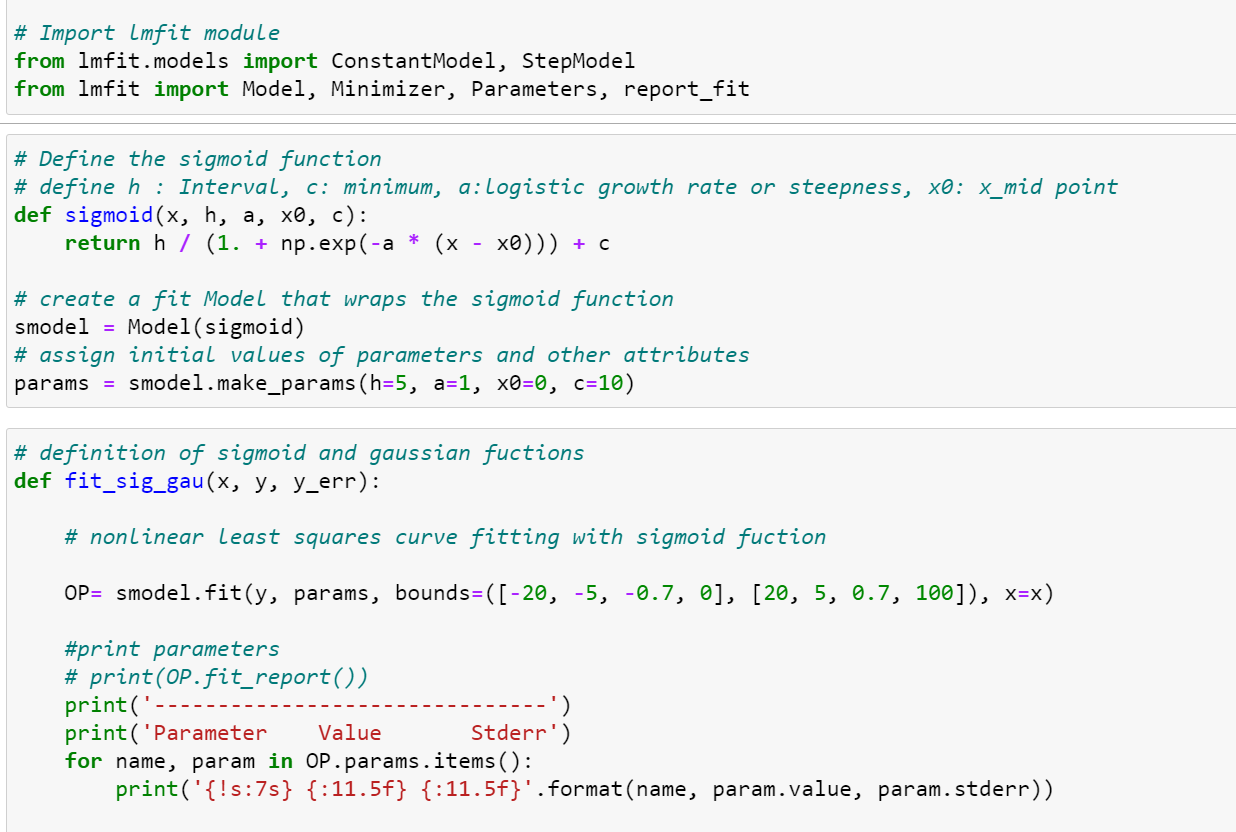 # Import lmfit module
from lmfit.models import ConstantModel, StepModel
from lmfit import Model, Minimizer, Parameters, report_fit
# Define the sigmoid function
# define h : Interval, c: minimum, a:logistic growth rate or steepness, x0: x_mid point
def sigmoid(x, h, a, x0, c):
    return h / (1. + np.exp(-a * (x - x0))) + c
# create a fit Model that wraps the sigmoid function
smodel = Model(sigmoid)
# assign initial values of parameters and other attributes
params = smodel.make_params(h=5, a=1, x0=0, c=10)
# definition of sigmoid and gaussian fuctions
def fit_sig_gau(x, y, y_err):
    # nonlinear least squares curve fitting with sigmoid fuction
    OP= smodel.fit(y, params, bounds=([-20, -5, -0.7, 0], [20, 5, 0.7, 100]), x=x)
    #print parameters
    # print(OP.fit_report())
    print('-------------------------------')
    print('Parameter    Value       Stderr')
    for name, param in OP.params.items():
        print('{!s:7s} {:11.5f} {:11.5f}'.format(name, param.value, param.stderr))